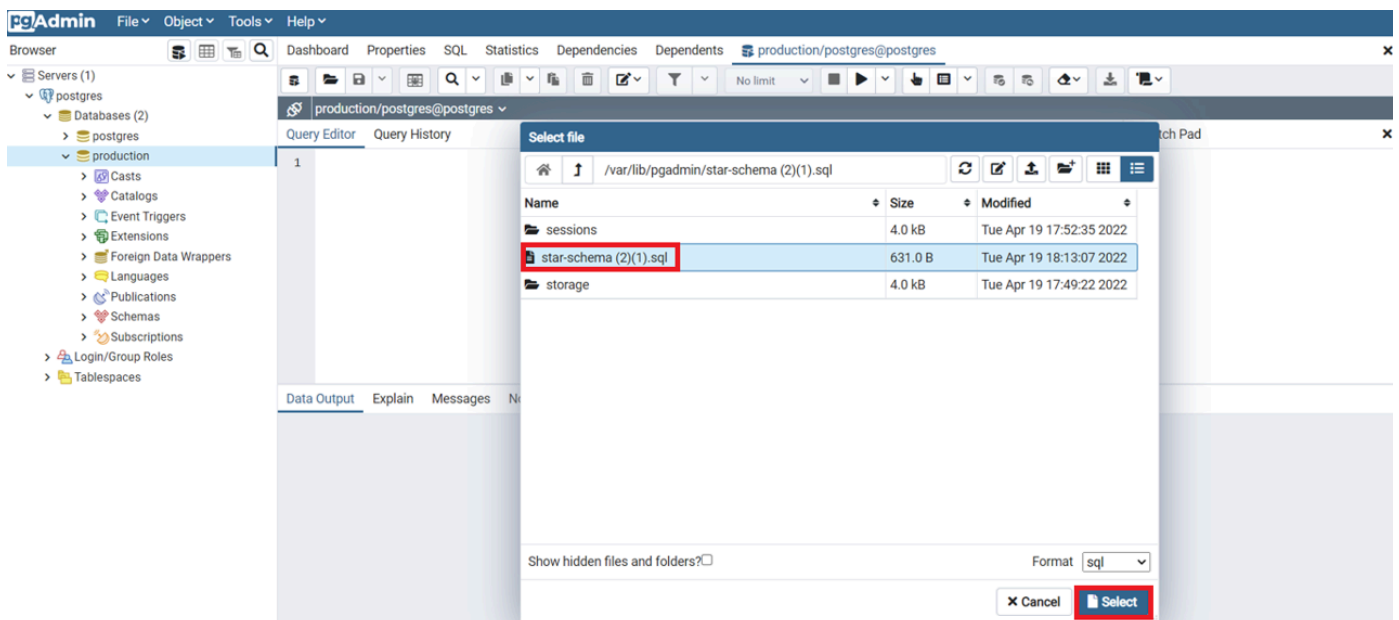 pgAdmin File Object Tools Help
Browser Dashboard Properties SQL Statistics Dependencies Dependents production/postgres@postgres
Servers (1)
postgres
Databases (2)
postgres
production
Casts
Catalogs
Event Triggers
Extensions
Foreign Data Wrappers
Languages
Publications
Schemas
Subscriptions
Login/Group Roles
Tablespaces
No limit
production/postgres@postgres
Query Editor Query History
tch Pad
1
Data Output Explain Messages
Select file
/var/lib/pgadmin/star-schema (2)(1).sql
Name Size Modified
sessions 4.0 kB Tue Apr 19 17:52:35 2022
star-schema (2)(1).sql 631.0 B Tue Apr 19 18:13:07 2022
storage 4.0 kB Tue Apr 19 17:49:22 2022
Show hidden files and folders? Format sql
Cancel Select